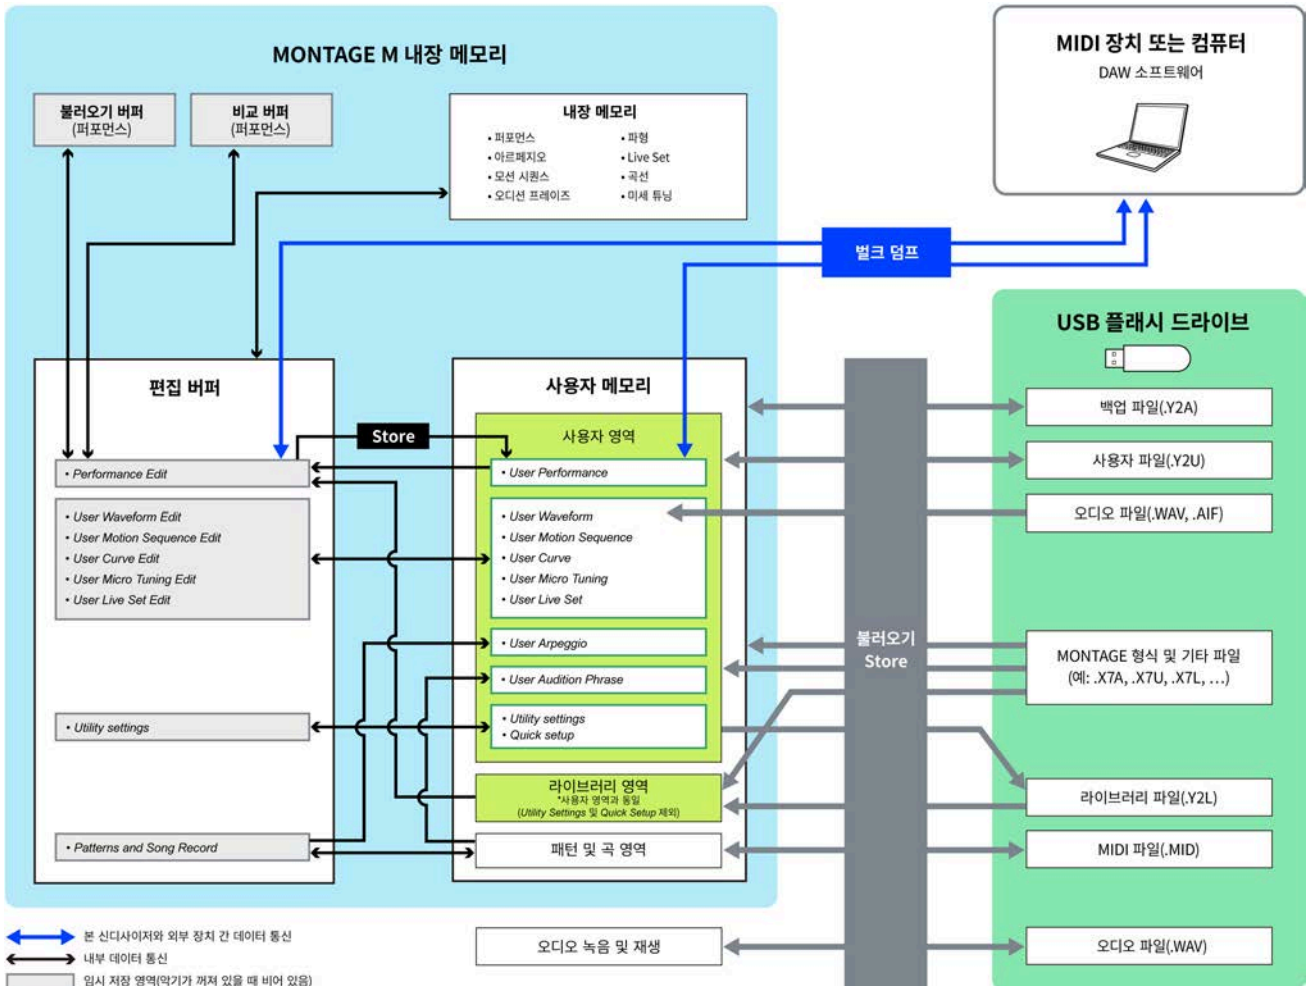 MONTAGE M 내장 메모리
불러오기 버퍼
(퍼포먼스)
비교 버퍼
(퍼포먼스)
내장 메모리
• 퍼포먼스
• 아르페지오
• 모션 시퀀스
• 오디션 프레이즈
• 파형
• Live Set
• 곡선
• 미세 튜닝
MIDI 장치 또는 컴퓨터
DAW 소프트웨어
벌크 덤프
편집 버퍼
• Performance Edit
• User Waveform Edit
• User Motion Sequence Edit
• User Curve Edit
• User Micro Tuning Edit
• User Live Set Edit
• Utility settings
• Patterns and Song Record
Store
사용자 메모리
사용자 영역
• User Performance
• User Waveform
• User Motion Sequence
• User Curve
• User Micro Tuning
• User Live Set
• User Arpeggio
• User Audition Phrase
• Utility settings
• Quick setup
라이브러리 영역
*사용자 영역과 동일
(Utility Settings 및 Quick Setup 제외)
패턴 및 곡 영역
오디오 녹음 및 재생
불러오기
Store
USB 플래시 드라이브
백업 파일(.Y2A)
사용자 파일(.Y2U)
오디오 파일(.WAV, .AIF)
MONTAGE 형식 및 기타 파일
(예: .X7A, .X7U, .X7L, …)
라이브러리 파일(.Y2L)
MIDI 파일(.MID)
오디오 파일(.WAV)
본 신디사이저와 외부 장치 간 데이터 통신
내부 데이터 통신
임시 저장 영역(악기가 꺼져 있을 때 비어 있음)